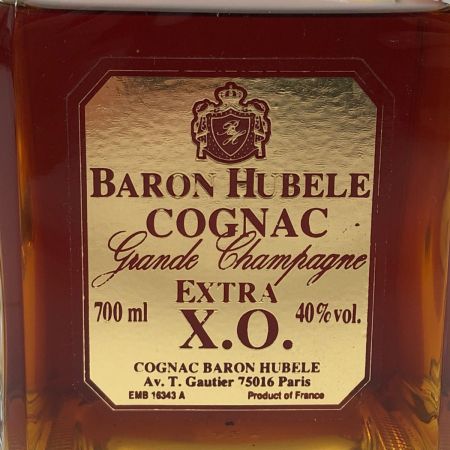 BH
BARON HUBELE
COGNAC
Grande Champagne
EXTRA
700 ml X.O. 40% vol.
COGNAC BARON HUBELE
Av. T. Gautier 75016 Paris
EMB 16343 A Product of France